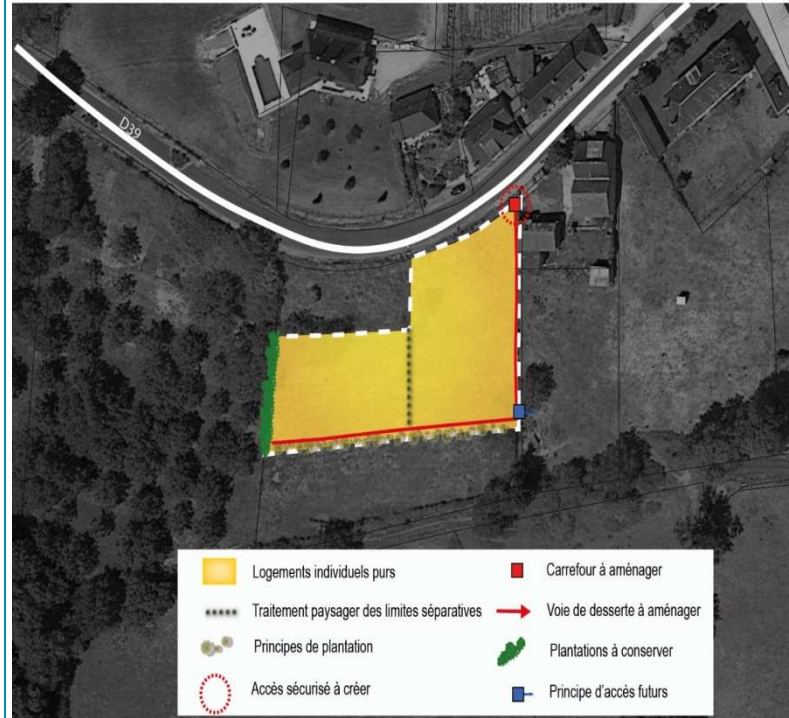 D39
Logements individuels purs
Carrefour à aménager
Traitement paysager des limites séparatives
Voie de desserte à aménager
Principes de plantation
Plantations à conserver
Accès sécurisé à créer
Principe d'accès futurs